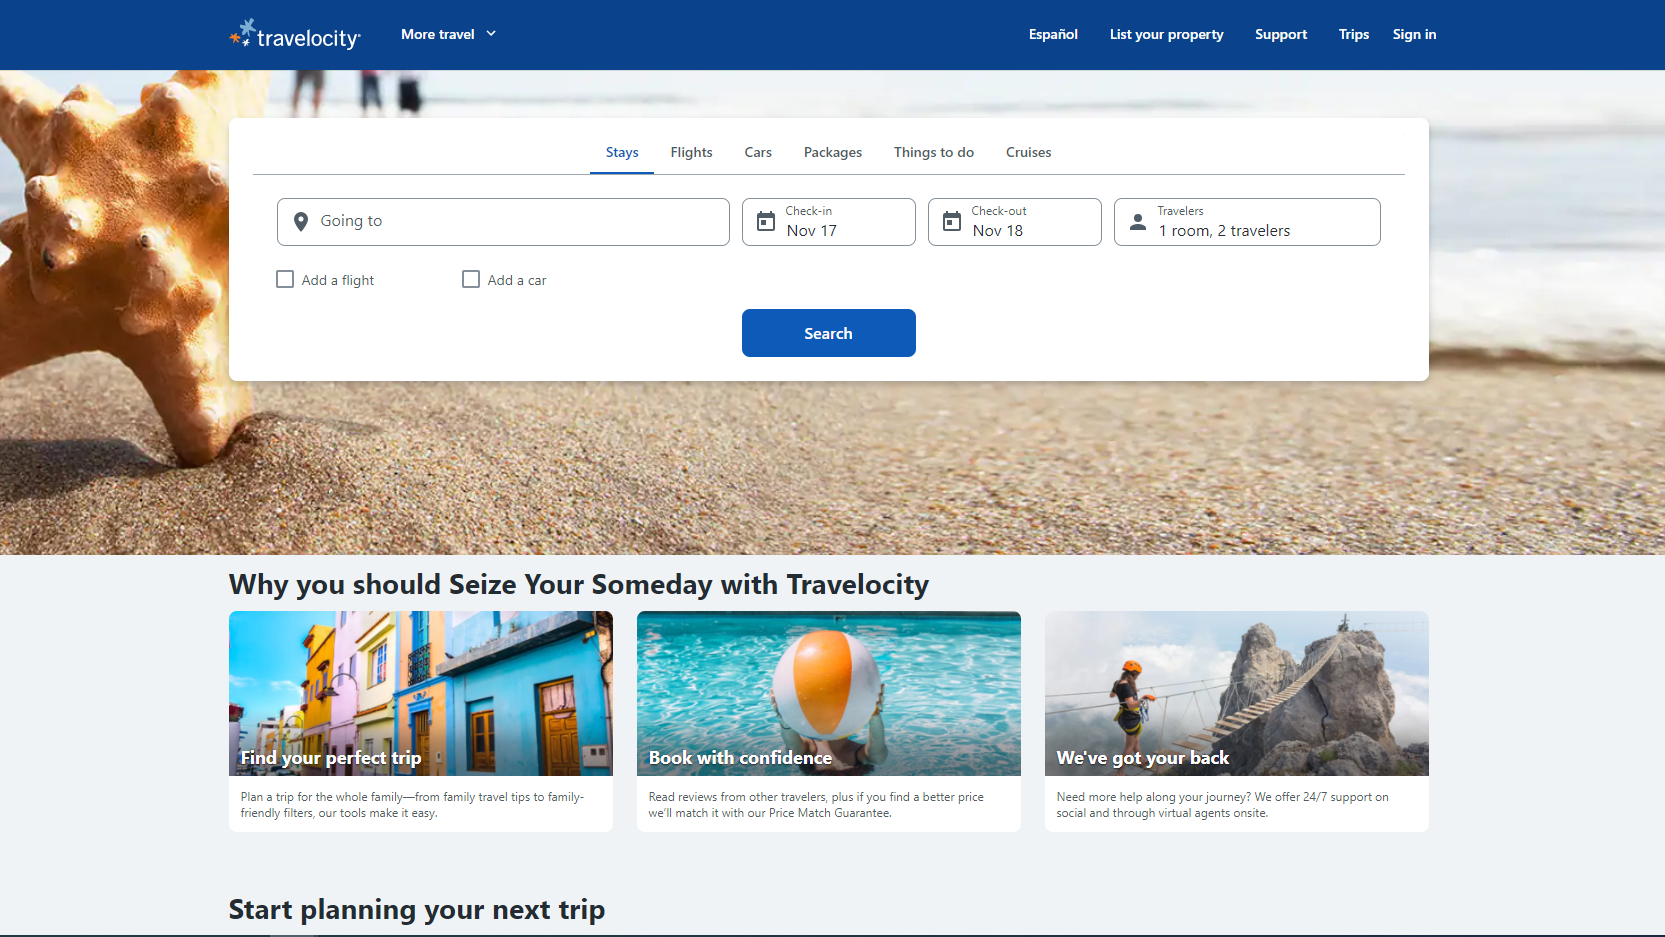 travelocity
More travel
Español
List your property
Support
Trips
Sign in
Stays
Flights
Cars
Packages
Things to do
Cruises
Going to
Check-in
Nov 17
Check-out
Nov 18
Travelers
1 room, 2 travelers
Add a flight
Add a car
Search
Why you should Seize Your Someday with Travelocity
Find your perfect trip
Plan a trip for the whole family—from family travel tips to family-
friendly filters, our tools make it easy.
Book with confidence
Read reviews from other travelers, plus if you find a better price
we’ll match it with our Price Match Guarantee.
We've got your back
Need more help along your journey? We offer 24/7 support on
social and through virtual agents onsite.
Start planning your next trip